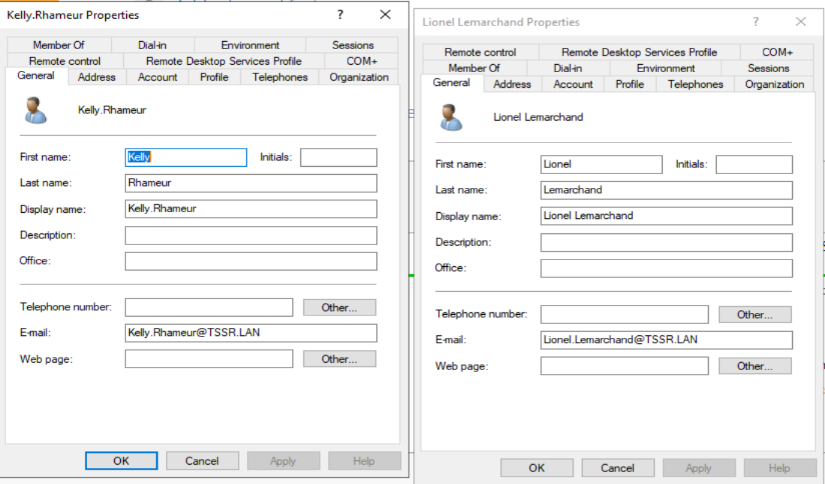 Kelly.Rhameur Properties ? ×
Member Of Dial-in Environment Sessions
Remote control Remote Desktop Services Profile COM+
General Address Account Profile Telephones Organization
Kelly.Rhameur
First name: Kelly Initials:
Last name: Rhameur
Display name: Kelly.Rhameur
Description:
Office:
Telephone number: Other...
E-mail: Kelly.Rhameur@TSSR.LAN
Web page: Other...
OK Cancel Apply Help
Lionel Lemarchand Properties ? ×
Remote control Remote Desktop Services Profile COM+
Member Of Dial-in Environment Sessions
General Address Account Profile Telephones Organization
Lionel Lemarchand
First name: Lionel Initials:
Last name: Lemarchand
Display name: Lionel Lemarchand
Description:
Office:
Telephone number: Other...
E-mail: Lionel.Lemarchand@TSSR.LAN
Web page: Other...
OK Cancel Apply Help